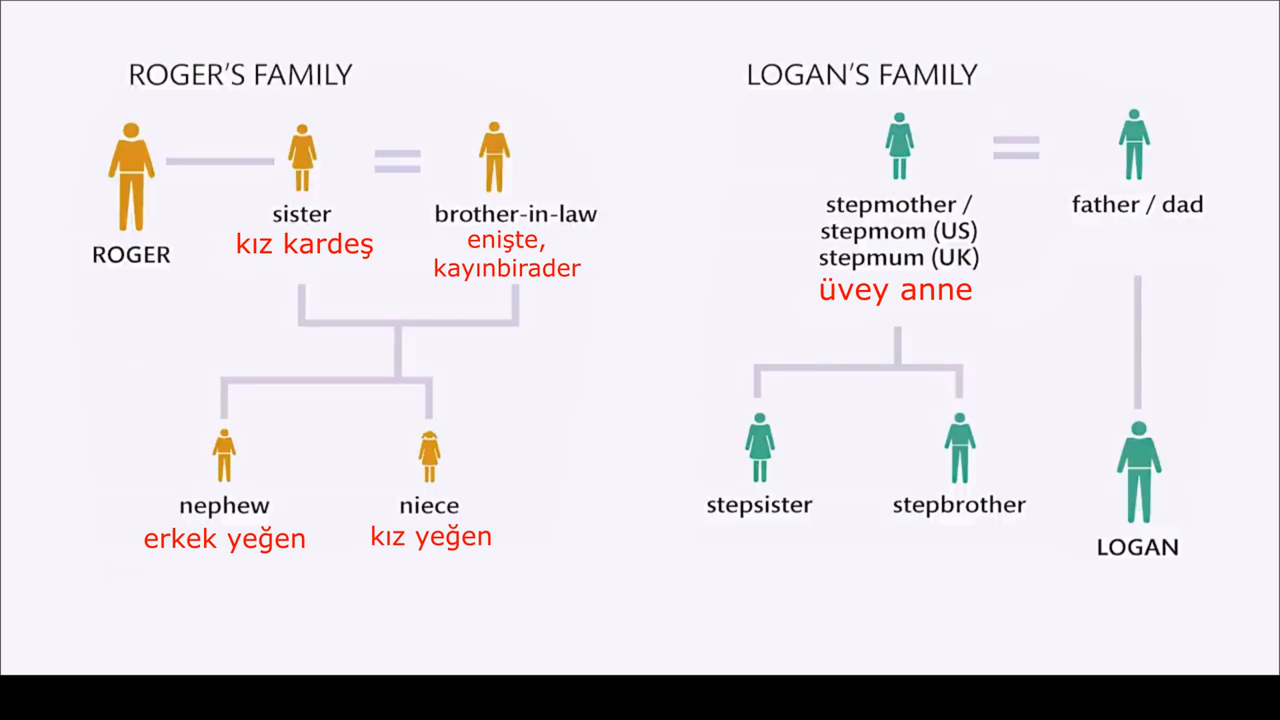 ROGER'S FAMILY
ROGER
sister
kız kardeş
brother-in-law
enişte,
kayınbirader
nephew
erkek yeğen
niece
kız yeğen
LOGAN'S FAMILY
stepmother /
stepmom (US)
stepmum (UK)
üvey anne
father / dad
stepsister
stepbrother
LOGAN